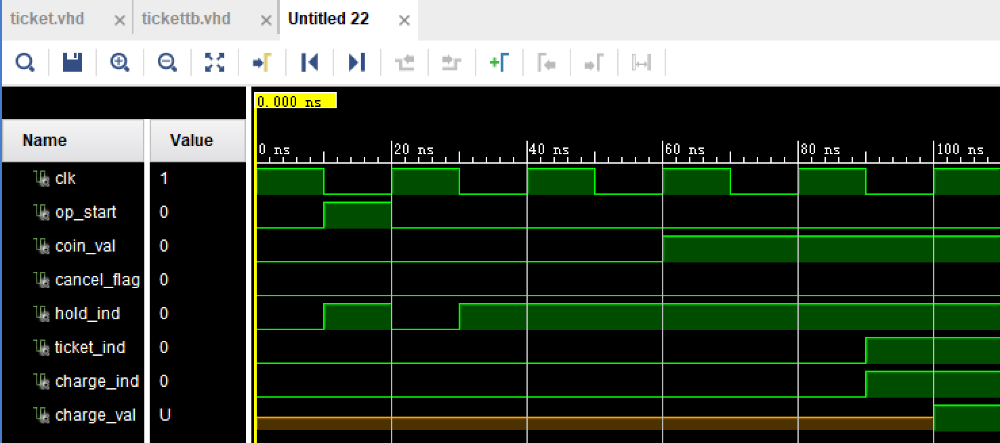 ticket.vhd tickettb.vhd Untitled 22
0.000 ns
Name Value
0 ns 20 ns 40 ns 60 ns 80 ns 100 ns
clk 1
op_start 0
coin_val 0
cancel_flag 0
hold_ind 0
ticket_ind 0
charge_ind 0
charge_val U